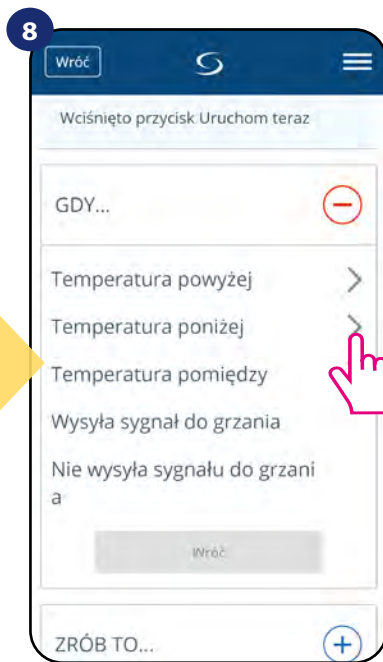 8
Wróć
Wciśnięto przycisk Uruchom teraz
GDY...
Temperatura powyżej
Temperatura poniżej
Temperatura pomiędzy
Wysyła sygnał do grzania
Nie wysyła sygnału do grzani
a
Wróć
ZRÓB TO...